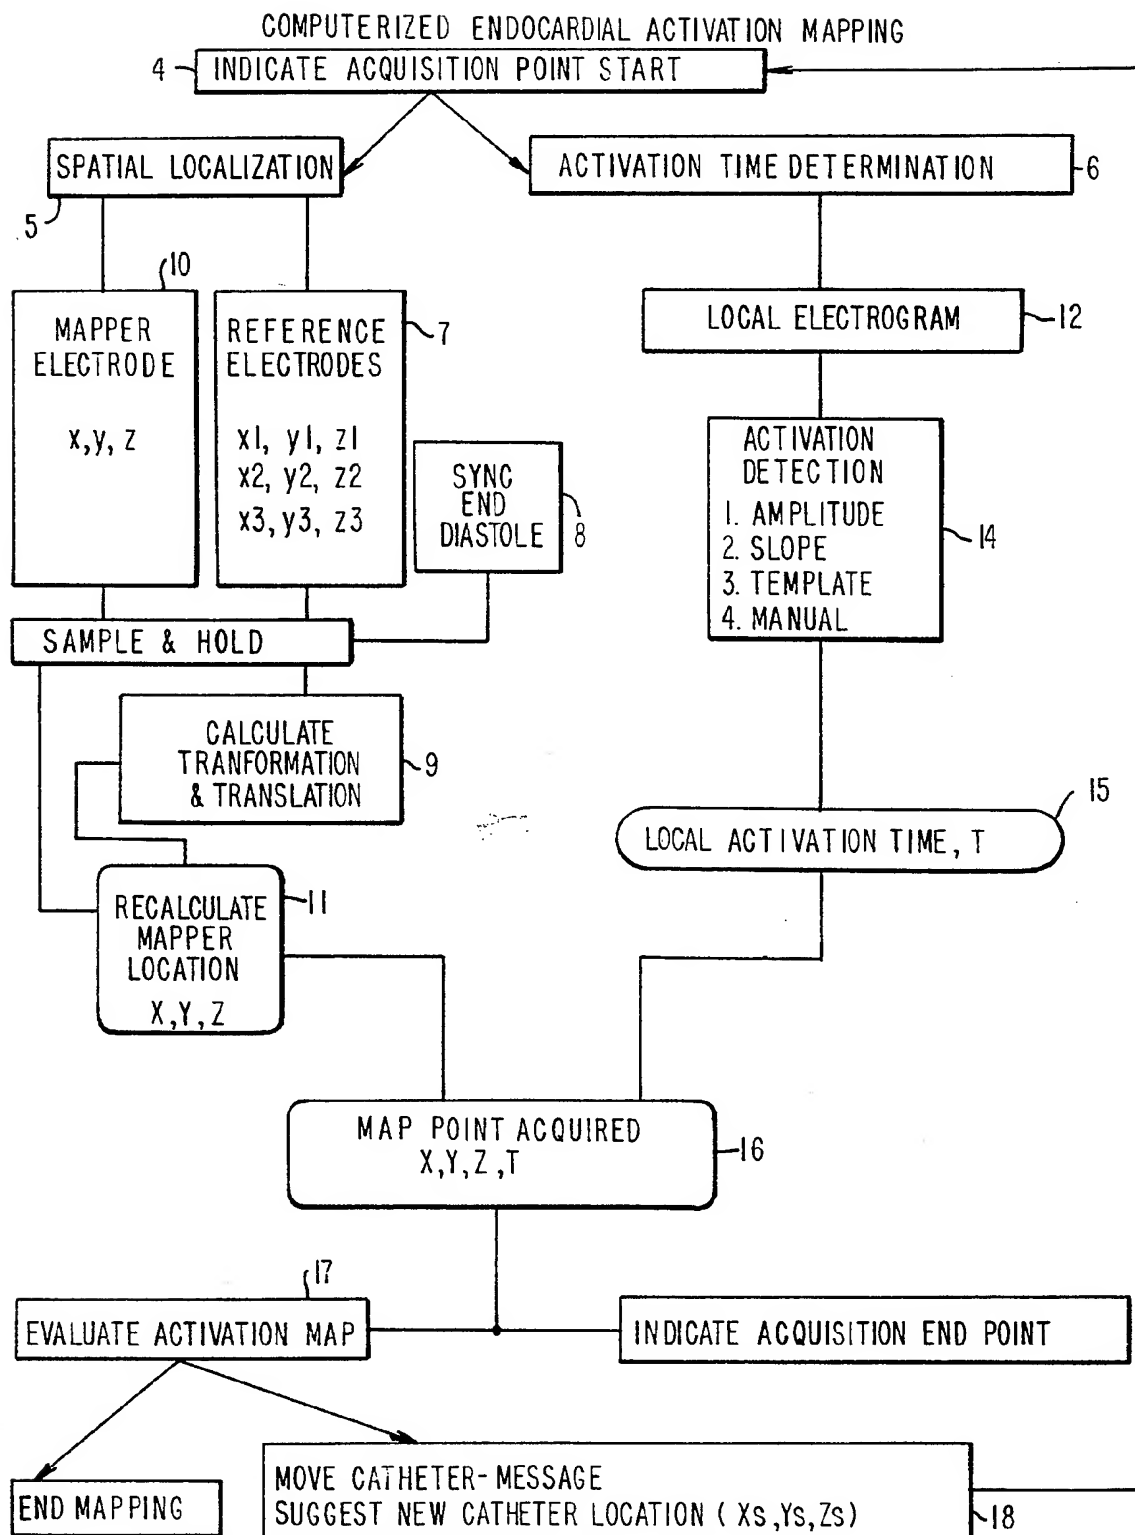 COMPUTERIZED ENDOCARDIAL ACTIVATION MAPPING
4
INDICATE ACQUISITION POINT START
SPATIAL LOCALIZATION
5
ACTIVATION TIME DETERMINATION
6
10
MAPPER
ELECTRODE
x,y, z
REFERENCE
ELECTRODES
7
x1, y1, z1
x2, y2, z2
x3, y3, z3
SYNC
END
DIASTOLE
8
LOCAL ELECTROGRAM
12
ACTIVATION
DETECTION
1. AMPLITUDE
2. SLOPE
3. TEMPLATE
4. MANUAL
14
SAMPLE & HOLD
CALCULATE
TRANFORMATION
& TRANSLATION
9
LOCAL ACTIVATION TIME, T
15
RECALCULATE
MAPPER
LOCATION
X,Y,Z
11
MAP POINT ACQUIRED
X,Y,Z,T
16
17
EVALUATE ACTIVATION MAP
INDICATE ACQUISITION END POINT
END MAPPING
MOVE CATHETER-MESSAGE
SUGGEST NEW CATHETER LOCATION (Xs,Ys,Zs)
18